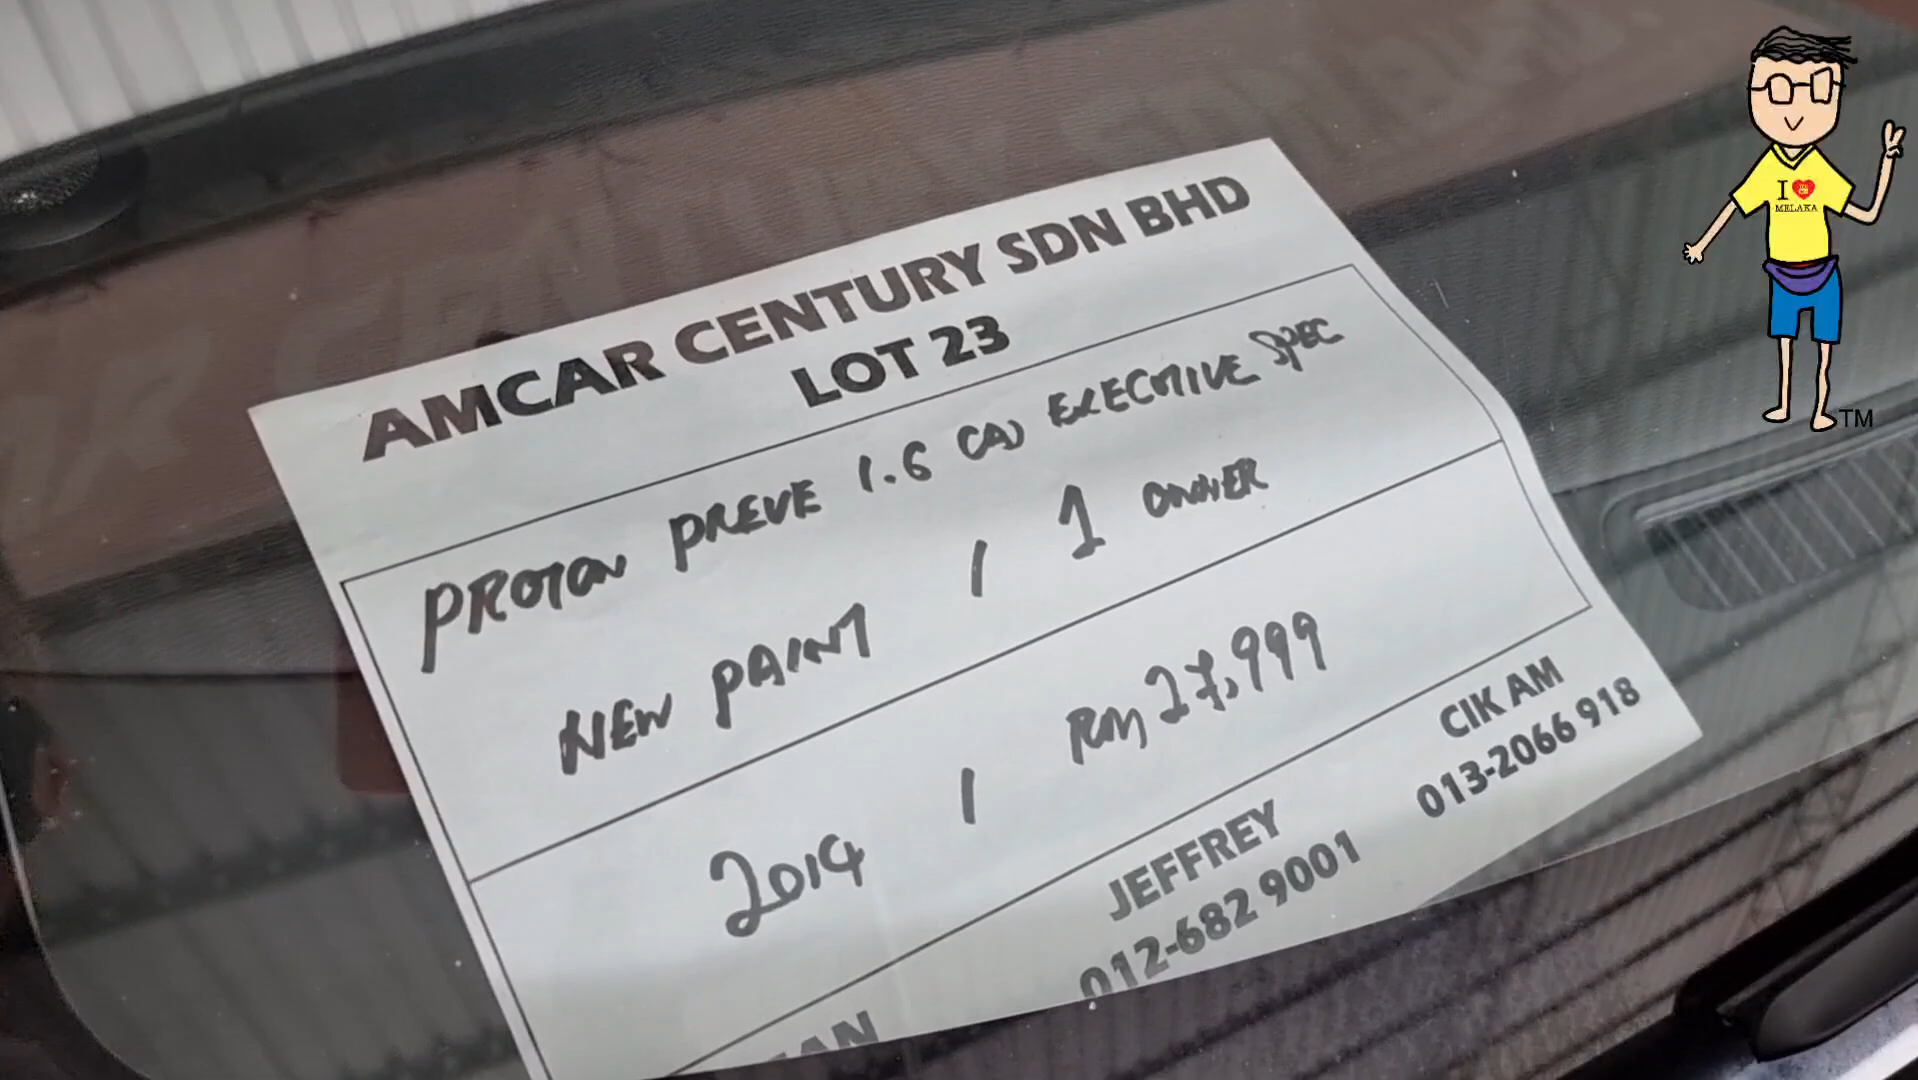 AMCAR CENTURY SDN BHD
LOT 23
PROTON PREVE 1.6 (A) EXECUTIVE SPEC
NEW PAINT / 1 OWNER
2014 / RM 27,999
JEFFREY
012-682 9001
CIK AM
013-2066 918
I
MELAKA
TM